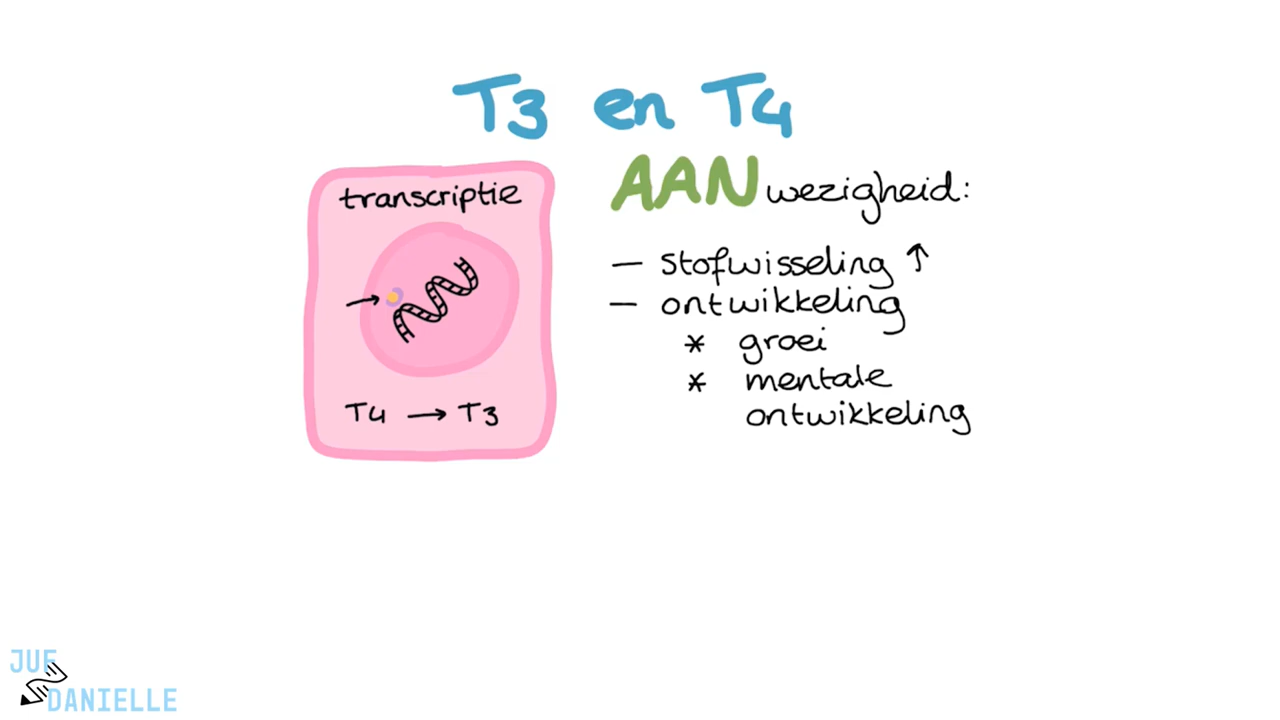 T3 en T4
transcriptie
T4 → T3
AANwezigheid:
— stofwisseling ↑
— ontwikkeling
* groei
* mentale
ontwikkeling
JUF
DANIELLE